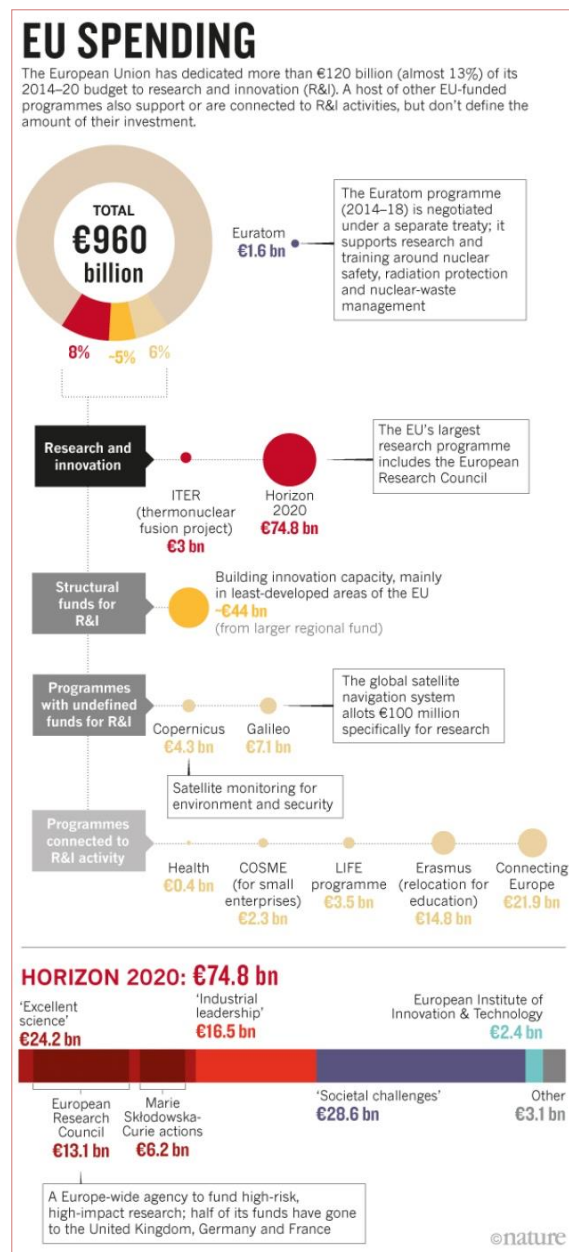 EU SPENDING
The European Union has dedicated more than €120 billion (almost 13%) of its
2014–20 budget to research and innovation (R&I). A host of other EU-funded
programmes also support or are connected to R&I activities, but don't define the
amount of their investment.
TOTAL
€960
billion
8%
~5%
6%
Euratom
€1.6 bn
The Euratom programme
(2014–18) is negotiated
under a separate treaty; it
supports research and
training around nuclear
safety, radiation protection
and nuclear-waste
management
Research and
innovation
ITER
(thermonuclear
fusion project)
€3 bn
Horizon
2020
€74.8 bn
The EU's largest
research programme
includes the European
Research Council
Structural
funds for
R&I
Building innovation capacity, mainly
in least-developed areas of the EU
~€44 bn
(from larger regional fund)
Programmes
with undefined
funds for R&I
Copernicus
€4.3 bn
Galileo
€7.1 bn
The global satellite
navigation system
allots €100 million
specifically for research
Satellite monitoring for
environment and security
Programmes
connected to
R&I activity
Health
€0.4 bn
COSME
(for small
enterprises)
€2.3 bn
LIFE
programme
€3.5 bn
Erasmus
(relocation for
education)
€14.8 bn
Connecting
Europe
€21.9 bn
HORIZON 2020: €74.8 bn
'Excellent
science'
€24.2 bn
'Industrial
leadership'
€16.5 bn
European Institute of
Innovation & Technology
€2.4 bn
European
Research
Council
€13.1 bn
Marie
Skłodowska-
Curie actions
€6.2 bn
'Societal challenges'
€28.6 bn
Other
€3.1 bn
A Europe-wide agency to fund high-risk,
high-impact research; half of its funds have gone
to the United Kingdom, Germany and France
©nature